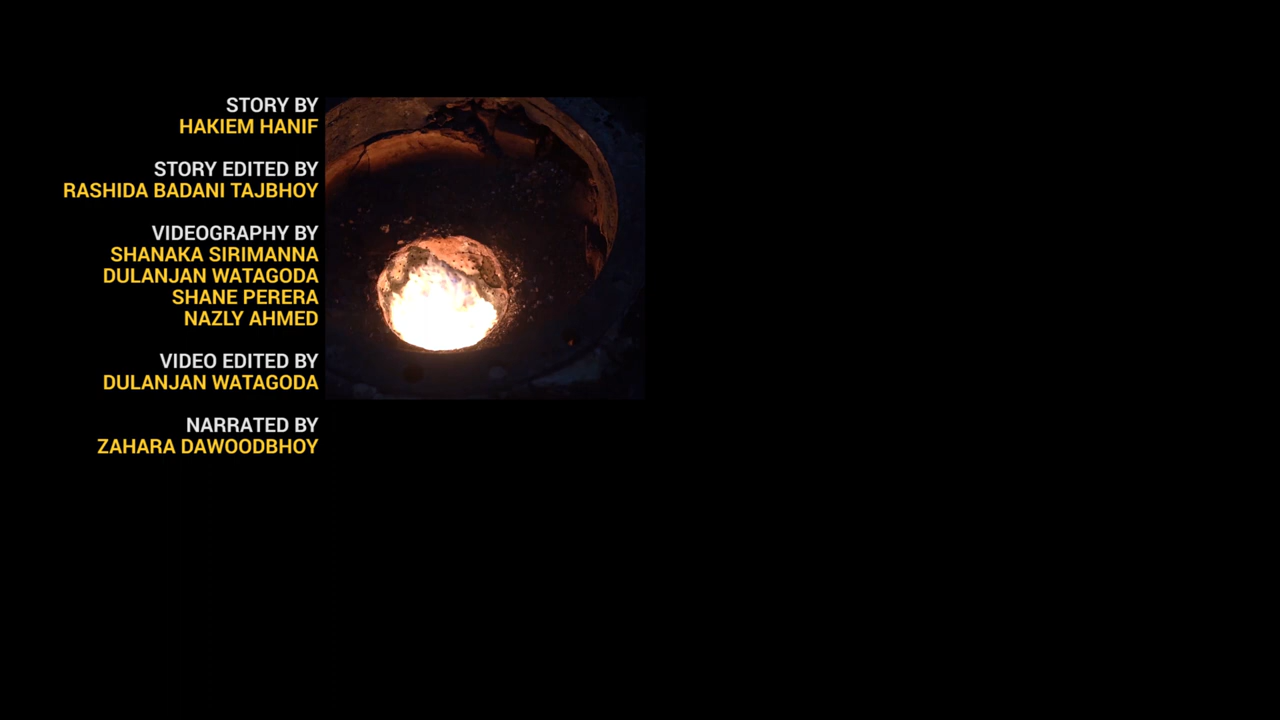 STORY BY
HAKIEM HANIF
STORY EDITED BY
RASHIDA BADANI TAJBHOY
VIDEOGRAPHY BY
SHANAKA SIRIMANNA
DULANJAN WATAGODA
SHANE PERERA
NAZLY AHMED
VIDEO EDITED BY
DULANJAN WATAGODA
NARRATED BY
ZAHARA DAWOODBHOY